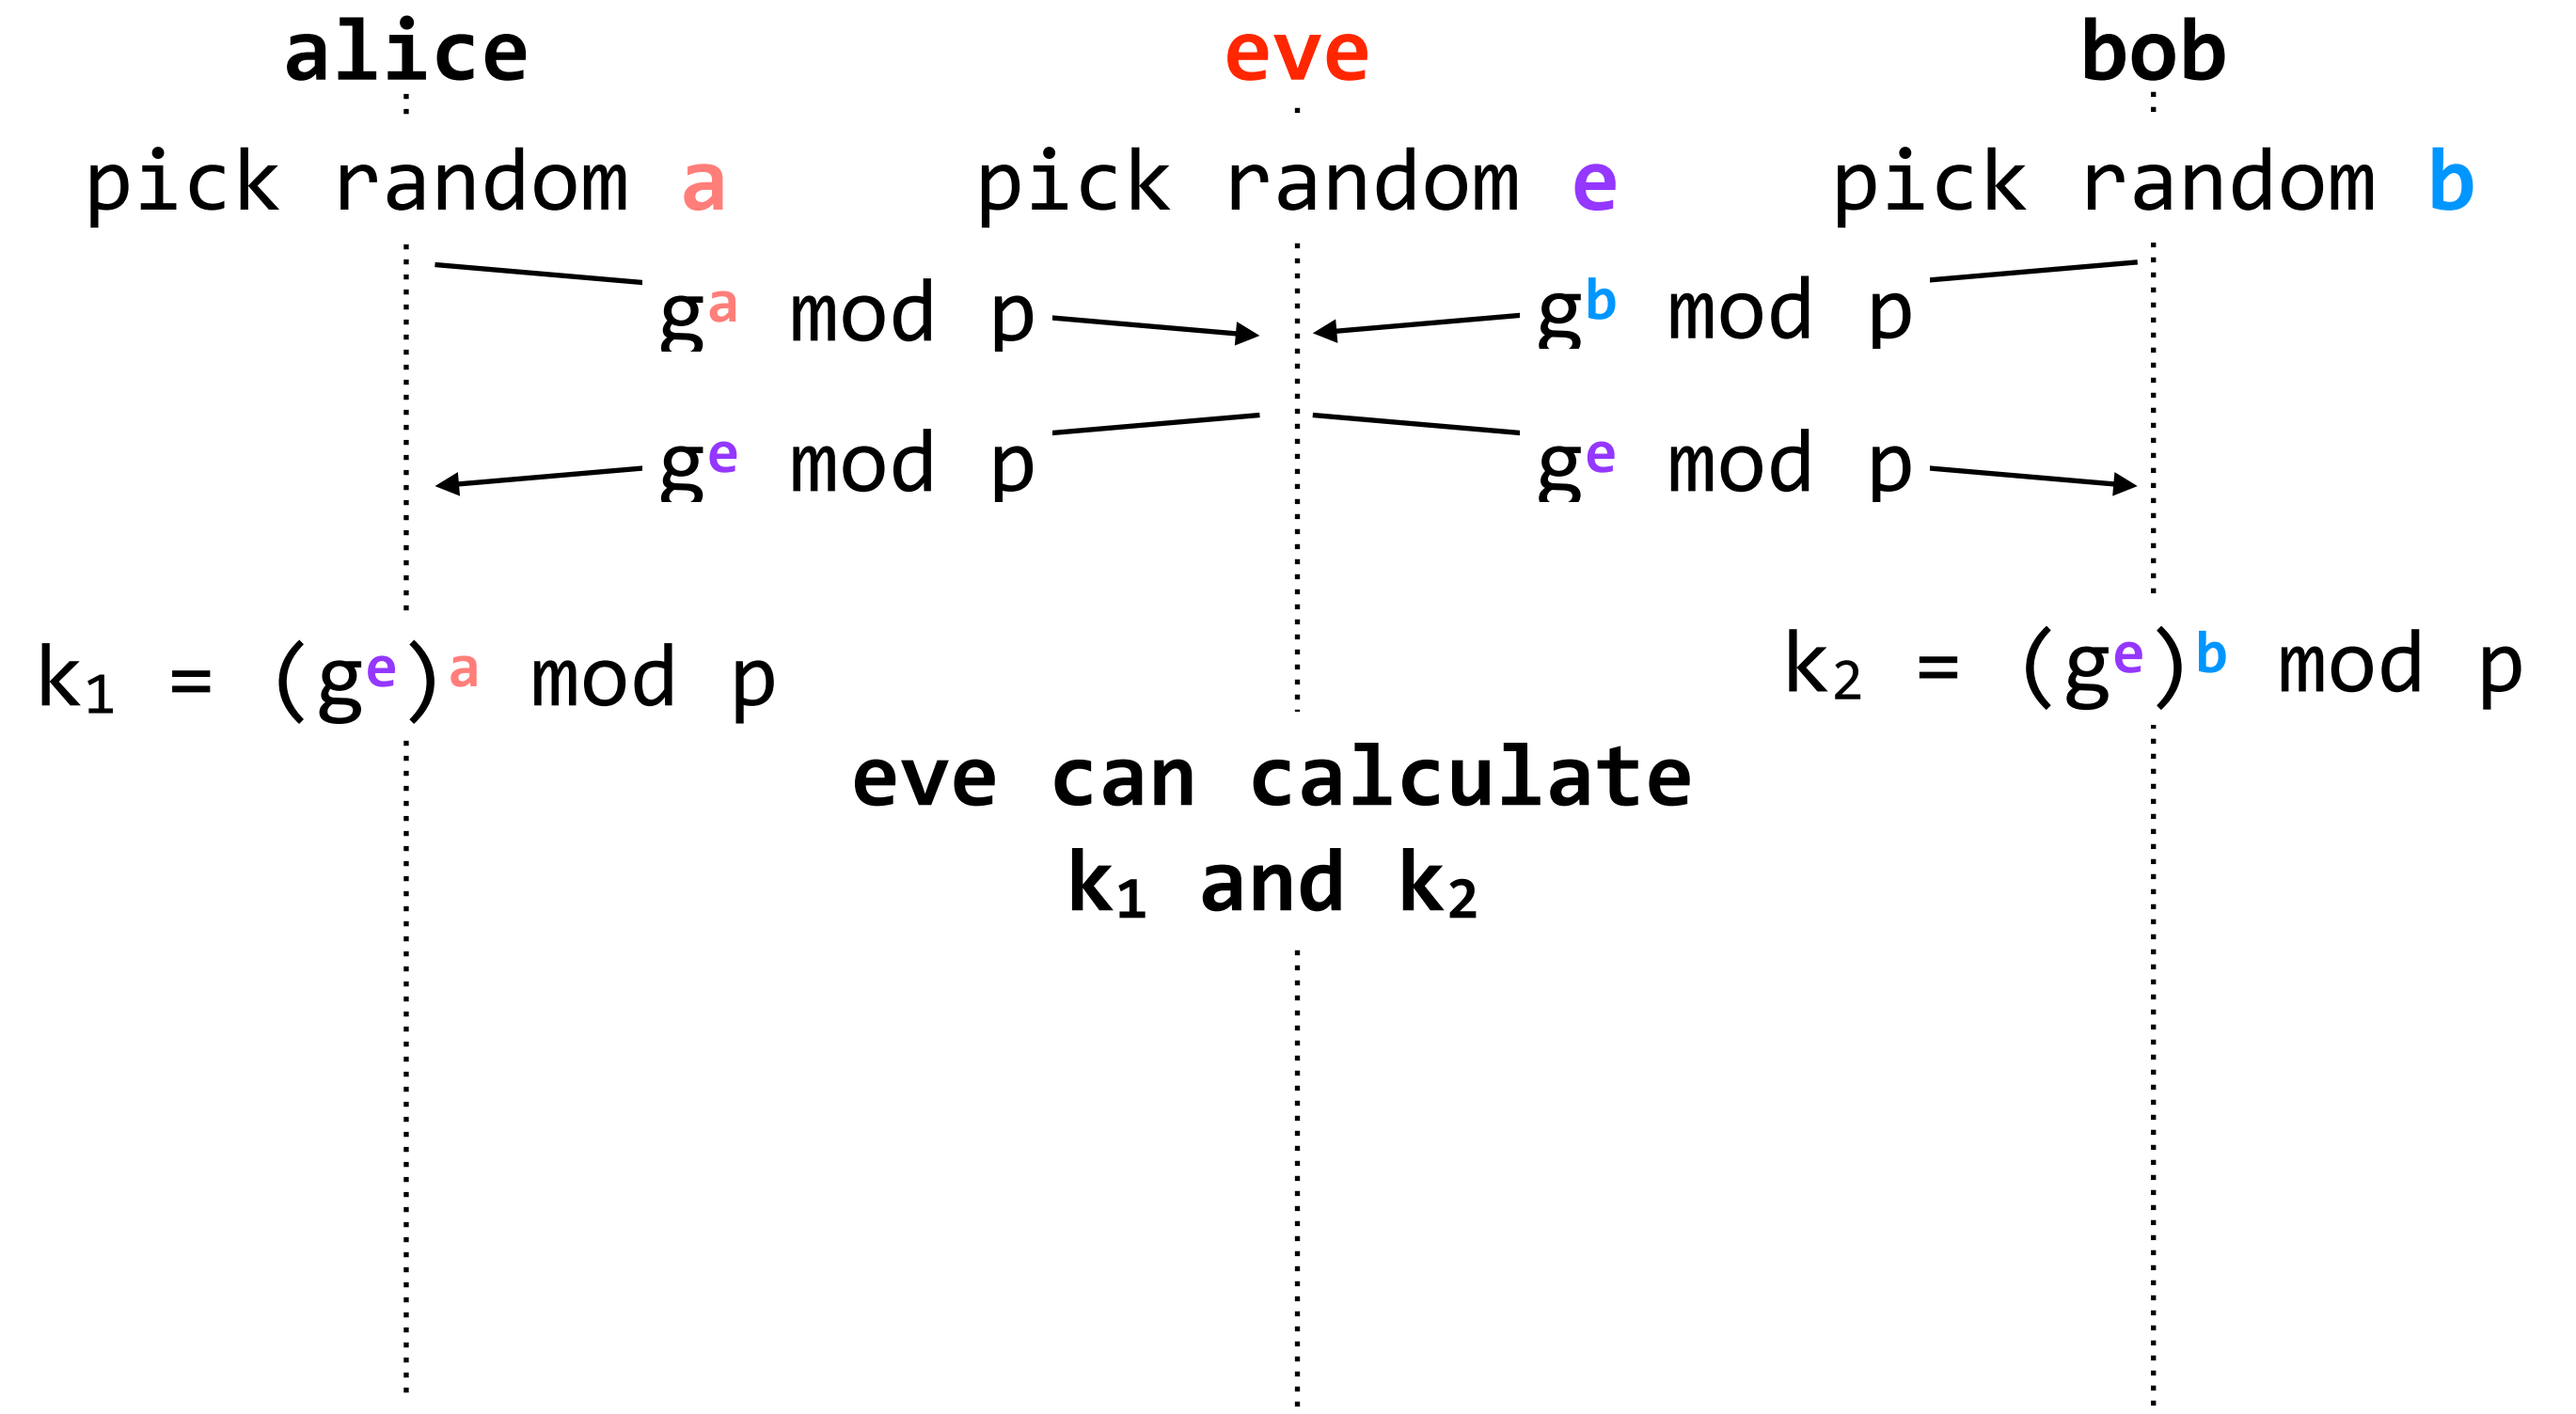 alice eve bob
pick random a pick random e pick random b
gᵃ mod p gᵇ mod p
gᵉ mod p gᵉ mod p
k₁ = (gᵉ)ᵃ mod p k₂ = (gᵉ)ᵇ mod p
eve can calculate
k₁ and k₂